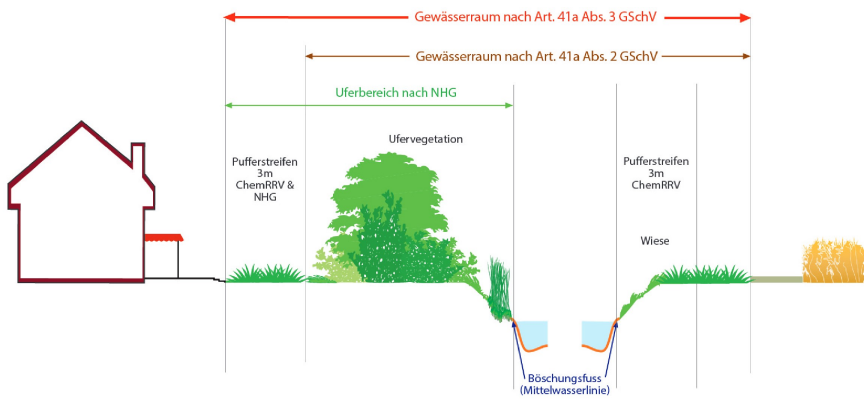 Gewässerraum nach Art. 41a Abs. 3 GSchV
Gewässerraum nach Art. 41a Abs. 2 GSchV
Uferbereich nach NHG
Ufervegetation
Pufferstreifen
3m
ChemRRV &
NHG
Pufferstreifen
3m
ChemRRV
Wiese
Böschungsfuss
(Mittelwasserlinie)